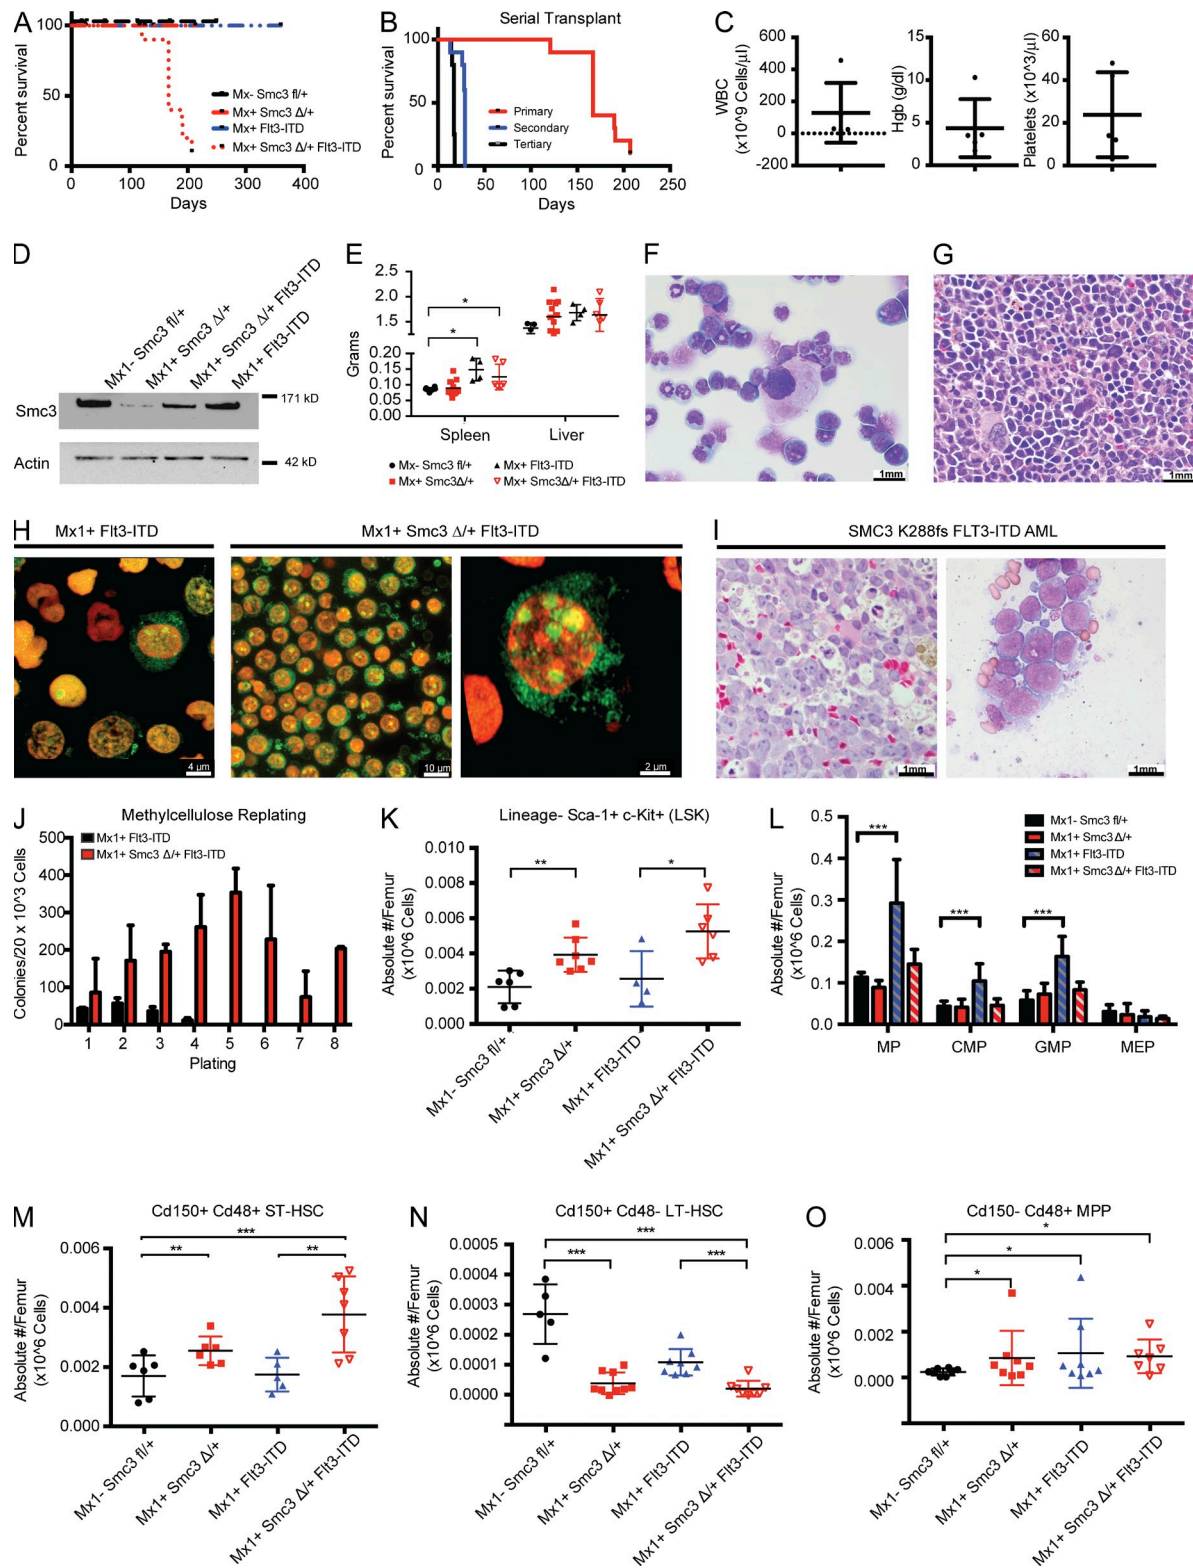 A
Percent survival
100
50
0
0 100 200 300 400
Days
Mx- Smc3 fl/+
Mx+ Smc3 Δ/+
Mx+ Flt3-ITD
Mx+ Smc3 Δ/+ Flt3-ITD
B
Serial Transplant
Percent survival
100
50
0
0 50 100 150 200 250
Days
Primary
Secondary
Tertiary
C
WBC
(x10^9 Cells/µl)
600
400
200
0
-200
Hgb (g/dl)
15
10
5
0
Platelets (x10^3/µl)
60
40
20
0
D
Mx1- Smc3 fl/+
Mx1+ Smc3 Δ/+
Mx1+ Smc3 Δ/+ Flt3-ITD
Mx1+ Flt3-ITD
Smc3
171 kD
Actin
42 kD
E
Grams
2.5
2.0
1.5
0.20
0.15
0.10
0.05
0.00
*
*
Spleen Liver
Mx- Smc3 fl/+
Mx+ Flt3-ITD
Mx+ Smc3Δ/+
Mx+ Smc3Δ/+ Flt3-ITD
F
1mm
G
1mm
H
Mx1+ Flt3-ITD
Mx1+ Smc3 Δ/+ Flt3-ITD
4 µm
10 µm
2 µm
I
SMC3 K288fs FLT3-ITD AML
1mm
1mm
J
Methylcellulose Replating
Colonies/20 x 10^3 Cells
500
400
300
200
100
0
Mx1+ Flt3-ITD
Mx1+ Smc3 Δ/+ Flt3-ITD
1 2 3 4 5 6 7 8
Plating
K
Lineage- Sca-1+ c-Kit+ (LSK)
Absolute #/Femur
(x10^6 Cells)
0.010
0.008
0.006
0.004
0.002
0.000
**
*
Mx1- Smc3 fl/+
Mx1+ Smc3 Δ/+
Mx1+ Flt3-ITD
Mx1+ Smc3 Δ/+ Flt3-ITD
L
Absolute #/Femur
(x10^6 Cells)
0.5
0.4
0.3
0.2
0.1
0.0
***
***
***
Mx1- Smc3 fl/+
Mx1+ Smc3 Δ/+
Mx1+ Flt3-ITD
Mx1+ Smc3 Δ/+ Flt3-ITD
MP CMP GMP MEP
M
Cd150+ Cd48+ ST-HSC
Absolute #/Femur
(x10^6 Cells)
0.006
0.004
0.002
0.000
***
**
**
Mx1- Smc3 fl/+
Mx1+ Smc3 Δ/+
Mx1+ Flt3-ITD
Mx1+ Smc3 Δ/+ Flt3-ITD
N
Cd150+ Cd48- LT-HSC
Absolute #/Femur
(x10^6 Cells)
0.0005
0.0004
0.0003
0.0002
0.0001
0.0000
***
***
***
Mx1- Smc3 fl/+
Mx1+ Smc3 Δ/+
Mx1+ Flt3-ITD
Mx1+ Smc3 Δ/+ Flt3-ITD
O
Cd150- Cd48+ MPP
Absolute #/Femur
(x10^6 Cells)
0.006
0.004
0.002
0.000
*
*
*
Mx1- Smc3 fl/+
Mx1+ Smc3 Δ/+
Mx1+ Flt3-ITD
Mx1+ Smc3 Δ/+ Flt3-ITD